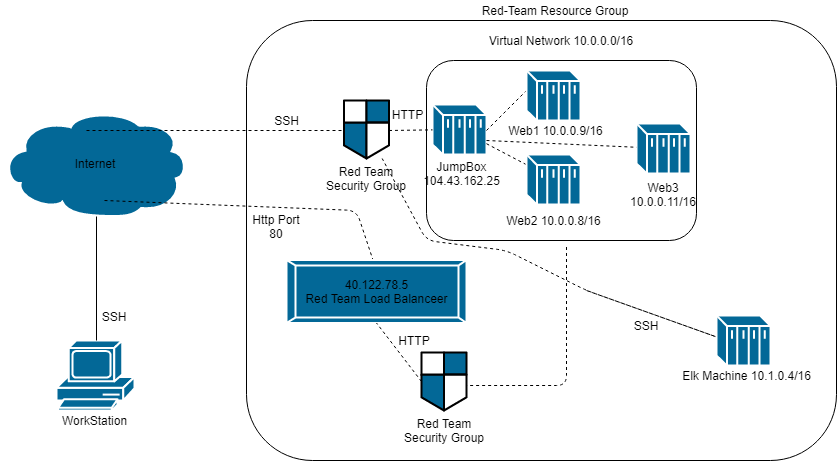 Red-Team Resource Group
Virtual Network 10.0.0.0/16
SSH
HTTP
Web1 10.0.0.9/16
Internet
Red Team
Security Group
JumpBox
104.43.162.25
Web3
10.0.0.11/16
Web2 10.0.0.8/16
Http Port
80
40.122.78.5
Red Team Load Balanceer
SSH
SSH
HTTP
Elk Machine 10.1.0.4/16
WorkStation
Red Team
Security Group